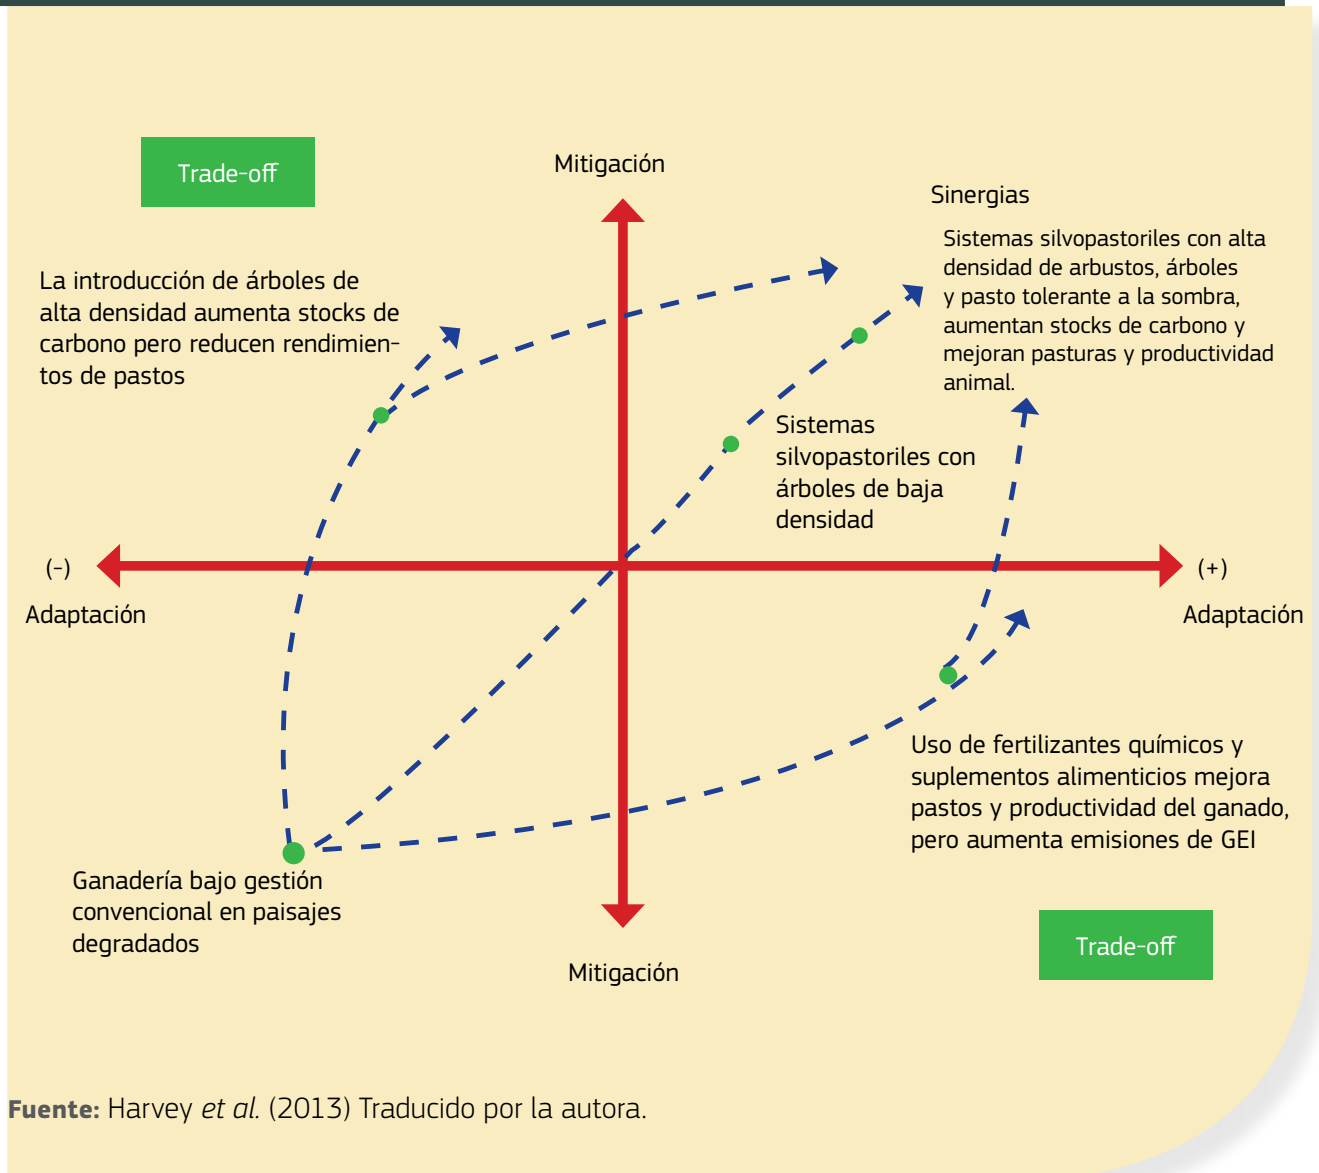 Trade-off
Mitigación
Sinergias
Sistemas silvopastoriles con alta
densidad de arbustos, árboles
y pasto tolerante a la sombra,
aumentan stocks de carbono y
mejoran pasturas y productividad
animal.
La introducción de árboles de
alta densidad aumenta stocks de
carbono pero reducen rendimien-
tos de pastos
Sistemas
silvopastoriles con
árboles de baja
densidad
(-)
Adaptación
(+)
Adaptación
Uso de fertilizantes químicos y
suplementos alimenticios mejora
pastos y productividad del ganado,
pero aumenta emisiones de GEI
Ganadería bajo gestión
convencional en paisajes
degradados
Trade-off
Mitigación
Fuente: Harvey et al. (2013) Traducido por la autora.